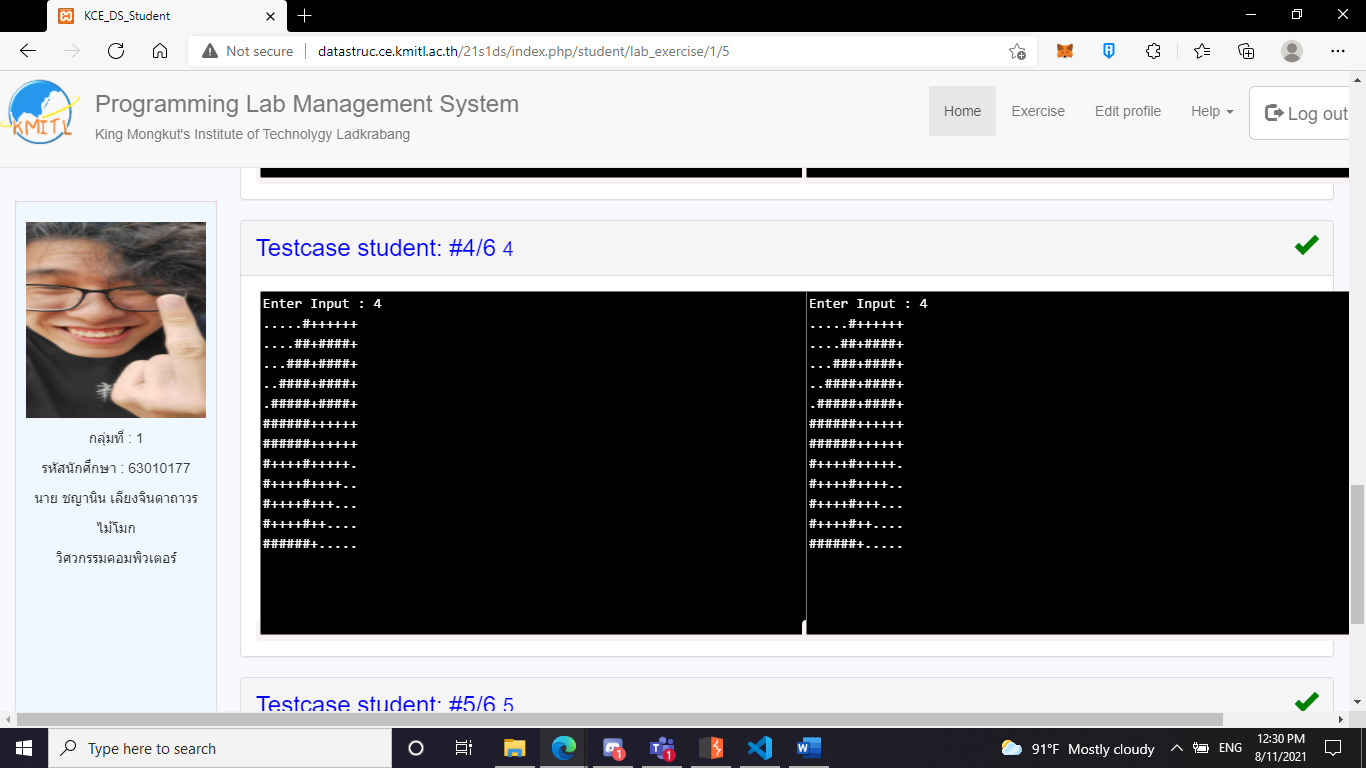 KCE_DS_Student
Not secure
datastruc.ce.kmitl.ac.th/21s1ds/index.php/student/lab_exercise/1/5
KMITL
Programming Lab Management System
King Mongkut's Institute of Technolygy Ladkrabang
Home
Exercise
Edit profile
Help
Log out
กลุ่มที่ : 1
รหัสนักศึกษา : 63010177
นาย ชญานิน เลียงจินดาถาวร
ไม้โมก
วิศวกรรมคอมพิวเตอร์
Testcase student: #4/6 4
Enter Input : 4
.....#++++++
....##+####+
...###+####+
..####+####+
.#####+####+
######++++++
######++++++
#++++#+++++.
#++++#++++..
#++++#+++...
#++++#++....
######+.....
Enter Input : 4
.....#++++++
....##+####+
...###+####+
..####+####+
.#####+####+
######++++++
######++++++
#++++#+++++.
#++++#++++..
#++++#+++...
#++++#++....
######+.....
Testcase student: #5/6 5
Type here to search
1
1
W
91°F Mostly cloudy
ENG
12:30 PM
8/11/2021